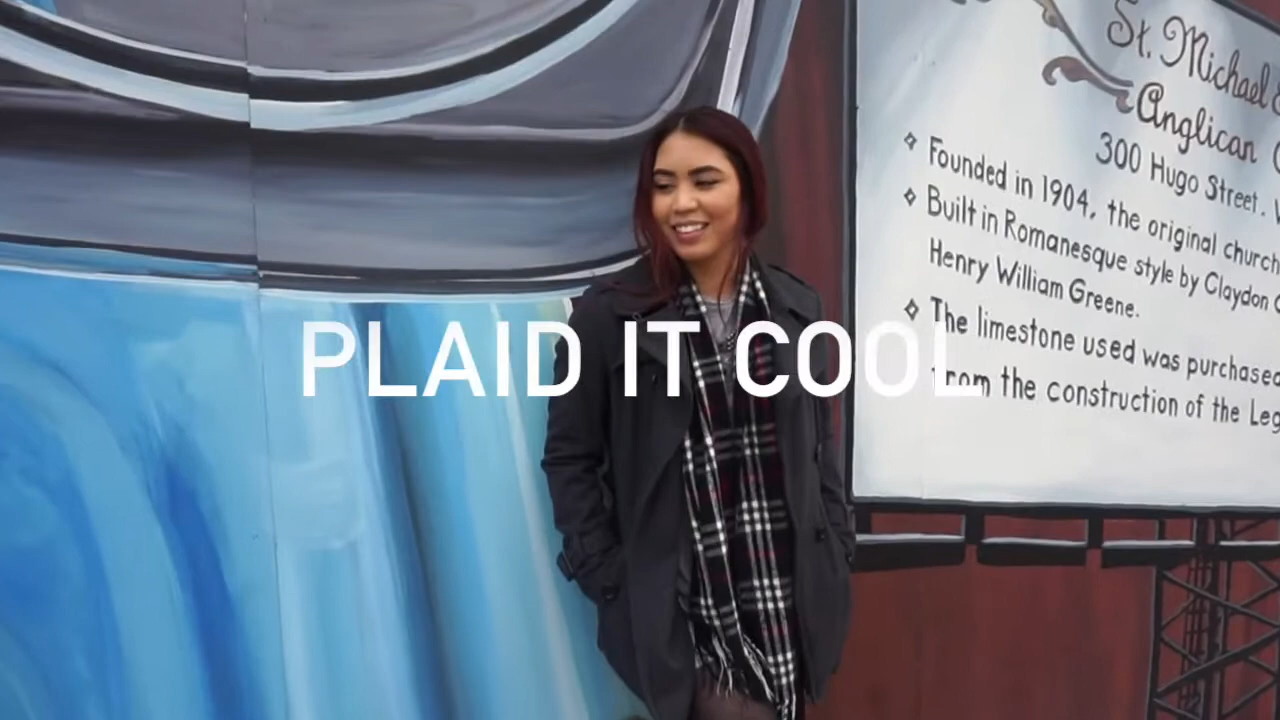 St. Michael &
Anglican
300 Hugo Street.
Founded in 1904, the original church
Built in Romanesque style by Claydon
Henry William Greene.
The limestone used was purchased
from the construction of the Leg
PLAID IT COOL